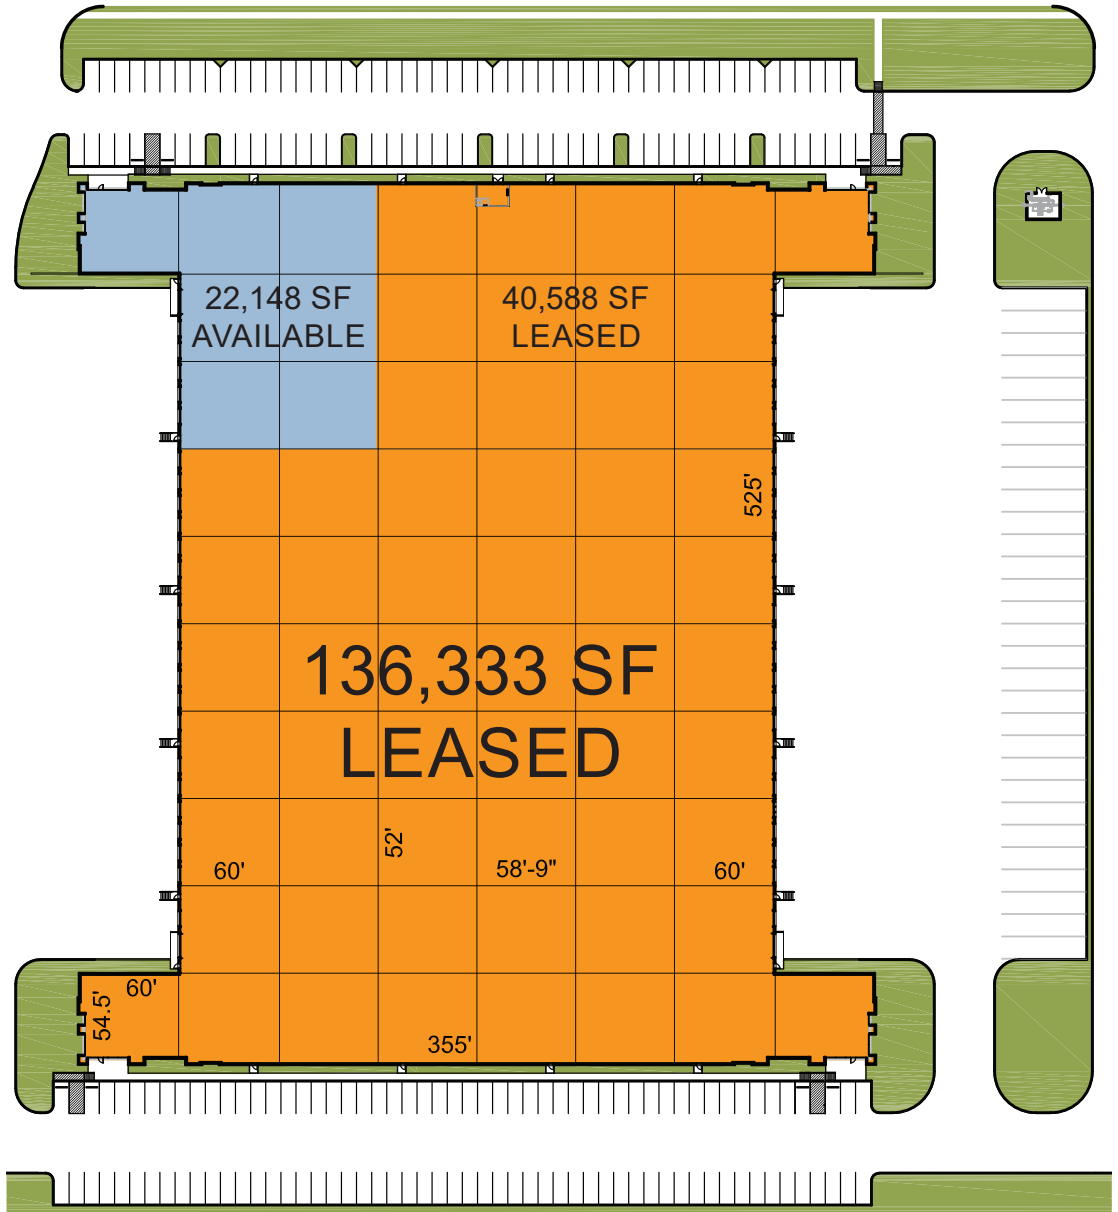 22,148 SF
AVAILABLE
40,588 SF
LEASED
525'
136,333 SF
LEASED
52'
60'
58'-9"
60'
60'
54.5'
355'